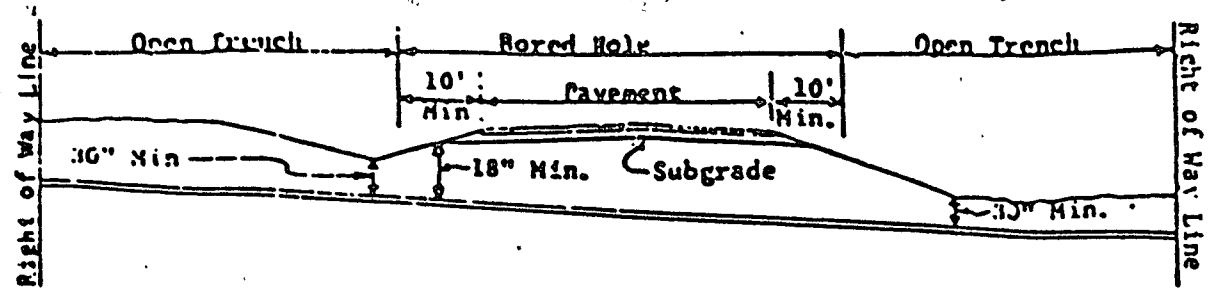 Right of Way Line
Open Trench
Bored Hole
Open Trench
Right of Way Line
10' Min.
Pavement
10' Min.
30" Min
18" Min.
Subgrade
30" Min.